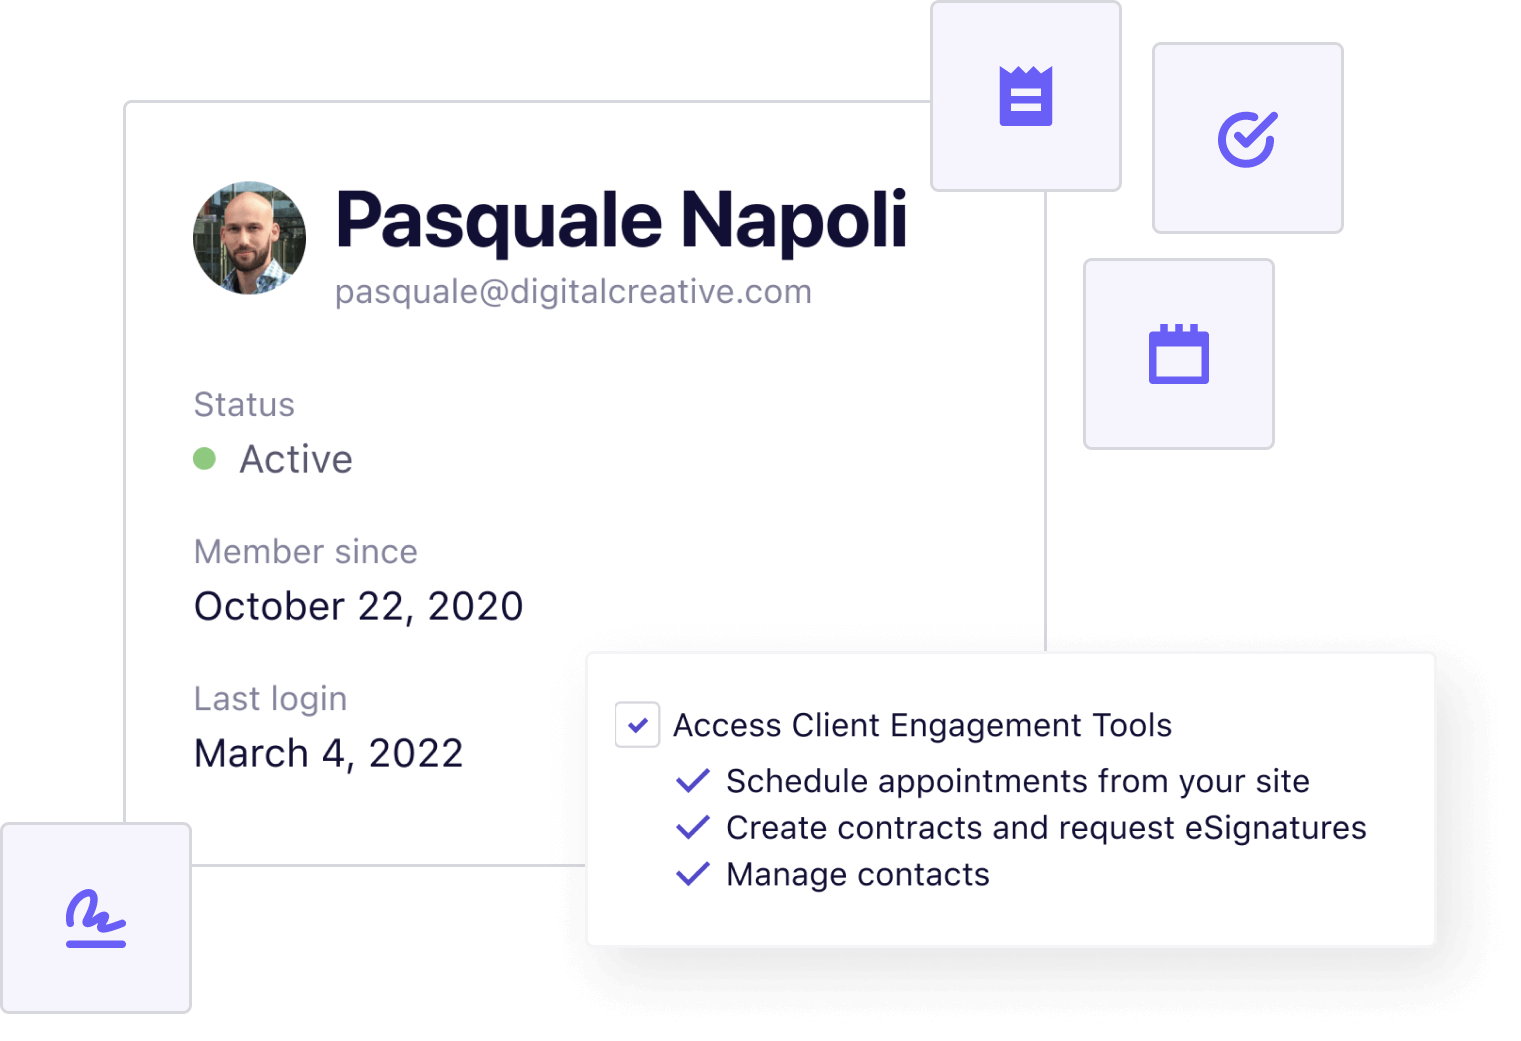 Pasquale Napoli
pasquale@digitalcreative.com
Status
Active
Member since
October 22, 2020
Last login
March 4, 2022
Access Client Engagement Tools
Schedule appointments from your site
Create contracts and request eSignatures
Manage contacts